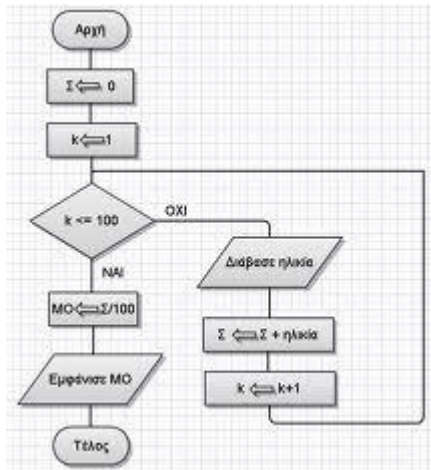 Αρχή
Σ⇐ 0
k⇐1
k <= 100
ΟΧΙ
Διάβασε ηλικία
Σ ⇐ Σ + ηλικία
k ⇐ k+1
ΝΑΙ
ΜΟ⇐Σ/100
Εμφάνισε ΜΟ
Τέλος